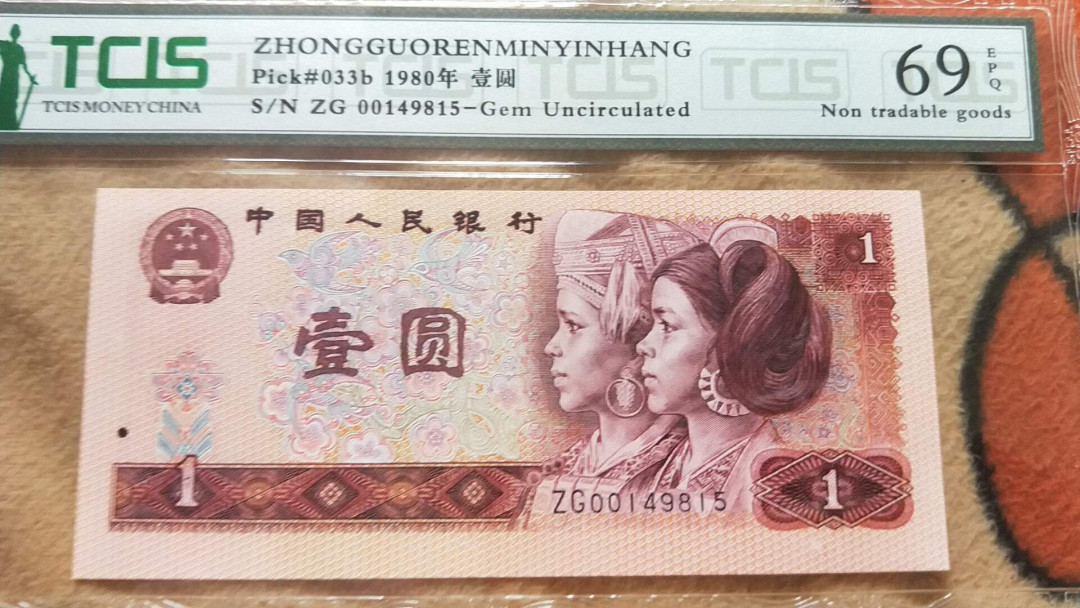 TCIS
TCIS MONEY CHINA
ZHONGGUORENMINYINHANG
Pick#033b 1980年 壹圆
S/N ZG 00149815-Gem Uncirculated
69
EPQ
Non tradable goods
中国人民银行
1
壹圆
1
ZG00149815
1